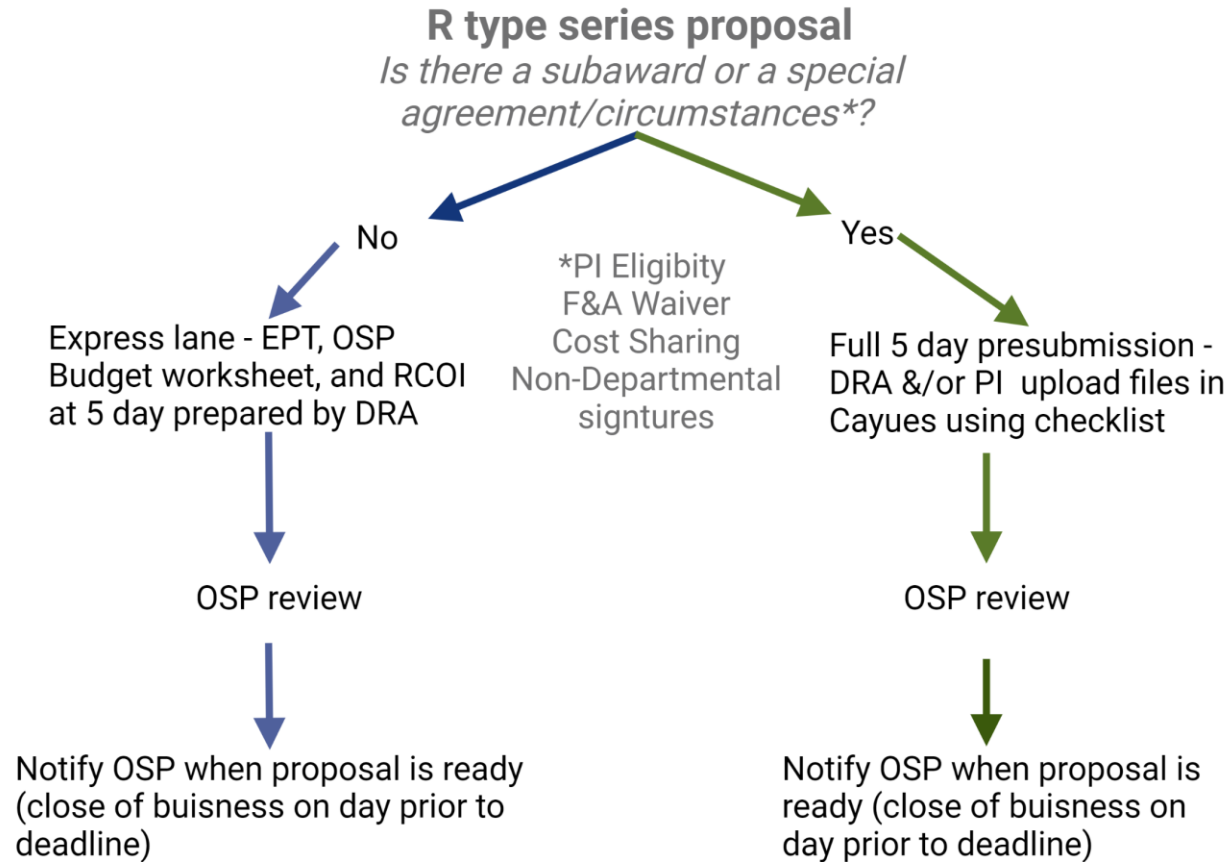 R type series proposal
Is there a subaward or a special
agreement/circumstances*?
No
Yes
*PI Eligibity
F&A Waiver
Cost Sharing
Non-Departmental
signtures
Express lane - EPT, OSP
Budget worksheet, and RCOI
at 5 day prepared by DRA
Full 5 day presubmission -
DRA &/or PI upload files in
Cayues using checklist
OSP review
OSP review
Notify OSP when proposal is ready
(close of buisness on day prior to
deadline)
Notify OSP when proposal is
ready (close of buisness on
day prior to deadline)